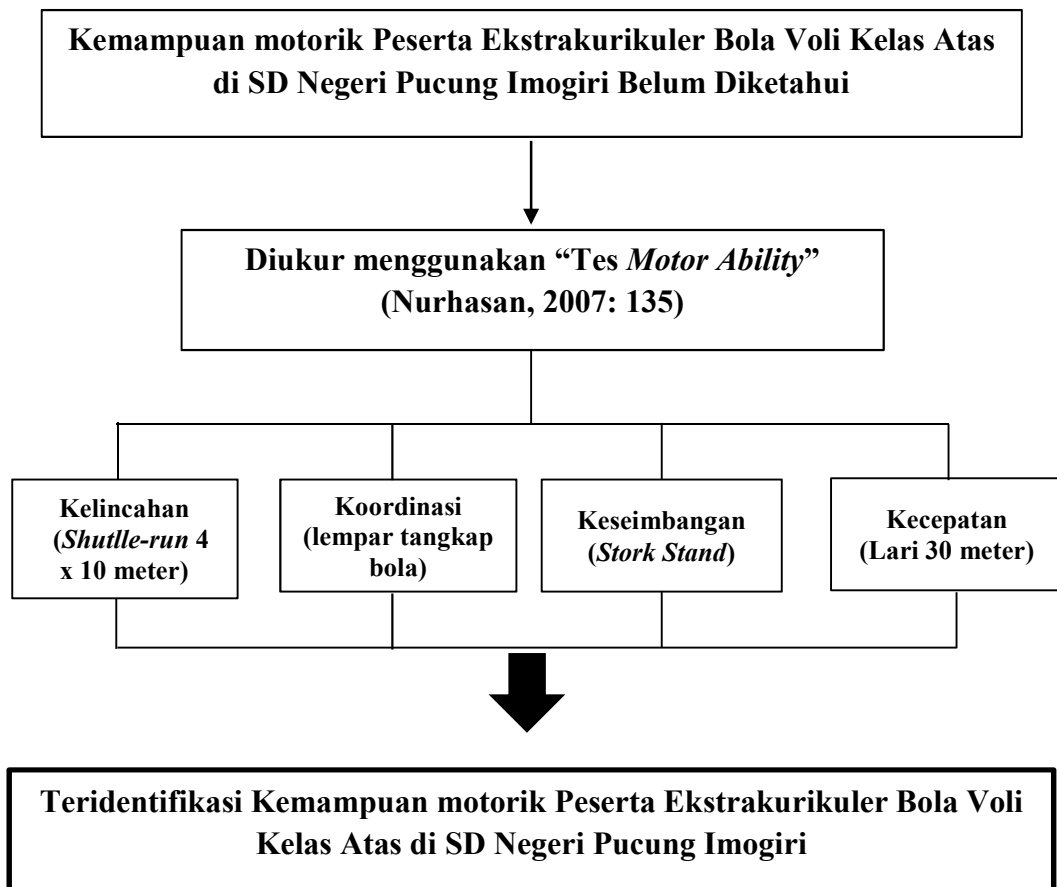 Kemampuan motorik Peserta Ekstrakurikuler Bola Voli Kelas Atas
di SD Negeri Pucung Imogiri Belum Diketahui
Diukur menggunakan “Tes Motor Ability”
(Nurhasan, 2007: 135)
Kelincahan
(Shutlle-run 4
x 10 meter)
Koordinasi
(lempar tangkap
bola)
Keseimbangan
(Stork Stand)
Kecepatan
(Lari 30 meter)
Teridentifikasi Kemampuan motorik Peserta Ekstrakurikuler Bola Voli
Kelas Atas di SD Negeri Pucung Imogiri